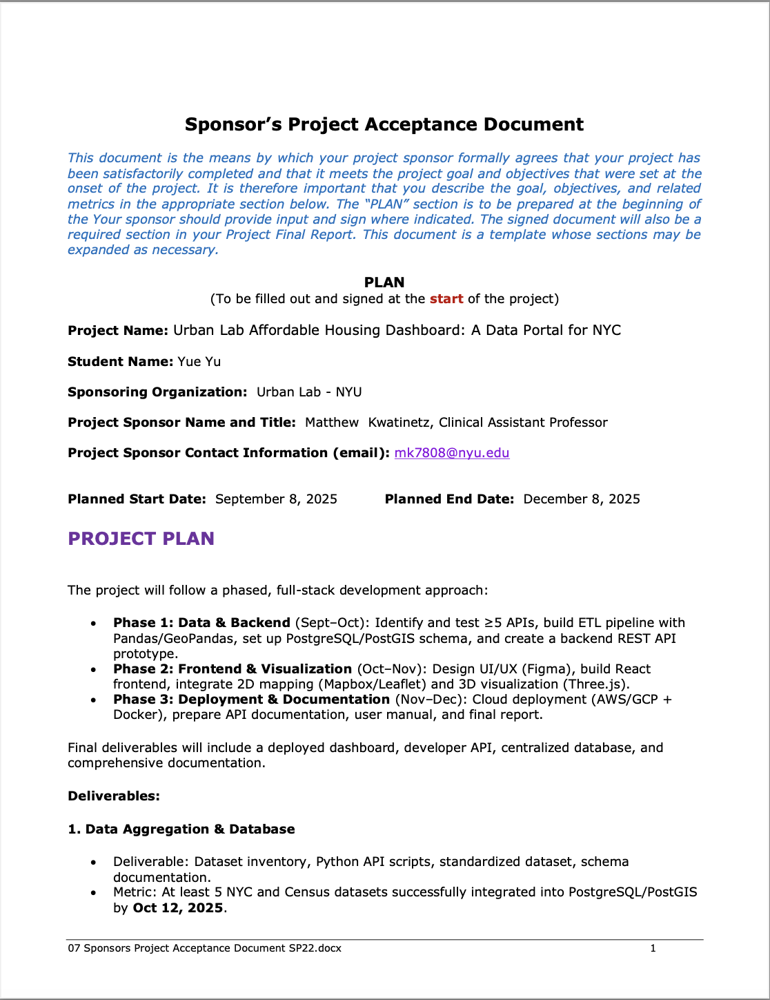 Sponsor’s Project Acceptance Document
This document is the means by which your project sponsor formally agrees that your project has
been satisfactorily completed and that it meets the project goal and objectives that were set at the
onset of the project. It is therefore important that you describe the goal, objectives, and related
metrics in the appropriate section below. The “PLAN” section is to be prepared at the beginning of
the Your sponsor should provide input and sign where indicated. The signed document will also be a
required section in your Project Final Report. This document is a template whose sections may be
expanded as necessary.
PLAN
(To be filled out and signed at the start of the project)
Project Name: Urban Lab Affordable Housing Dashboard: A Data Portal for NYC
Student Name: Yue Yu
Sponsoring Organization: Urban Lab - NYU
Project Sponsor Name and Title: Matthew Kwatinetz, Clinical Assistant Professor
Project Sponsor Contact Information (email): mk7808@nyu.edu
Planned Start Date: September 8, 2025 Planned End Date: December 8, 2025
PROJECT PLAN
The project will follow a phased, full-stack development approach:
• Phase 1: Data & Backend (Sept–Oct): Identify and test ≥5 APIs, build ETL pipeline with
Pandas/GeoPandas, set up PostgreSQL/PostGIS schema, and create a backend REST API
prototype.
• Phase 2: Frontend & Visualization (Oct–Nov): Design UI/UX (Figma), build React
frontend, integrate 2D mapping (Mapbox/Leaflet) and 3D visualization (Three.js).
• Phase 3: Deployment & Documentation (Nov–Dec): Cloud deployment (AWS/GCP +
Docker), prepare API documentation, user manual, and final report.
Final deliverables will include a deployed dashboard, developer API, centralized database, and
comprehensive documentation.
Deliverables:
1. Data Aggregation & Database
• Deliverable: Dataset inventory, Python API scripts, standardized dataset, schema
documentation.
• Metric: At least 5 NYC and Census datasets successfully integrated into PostgreSQL/PostGIS
by Oct 12, 2025.
07 Sponsors Project Acceptance Document SP22.docx 1